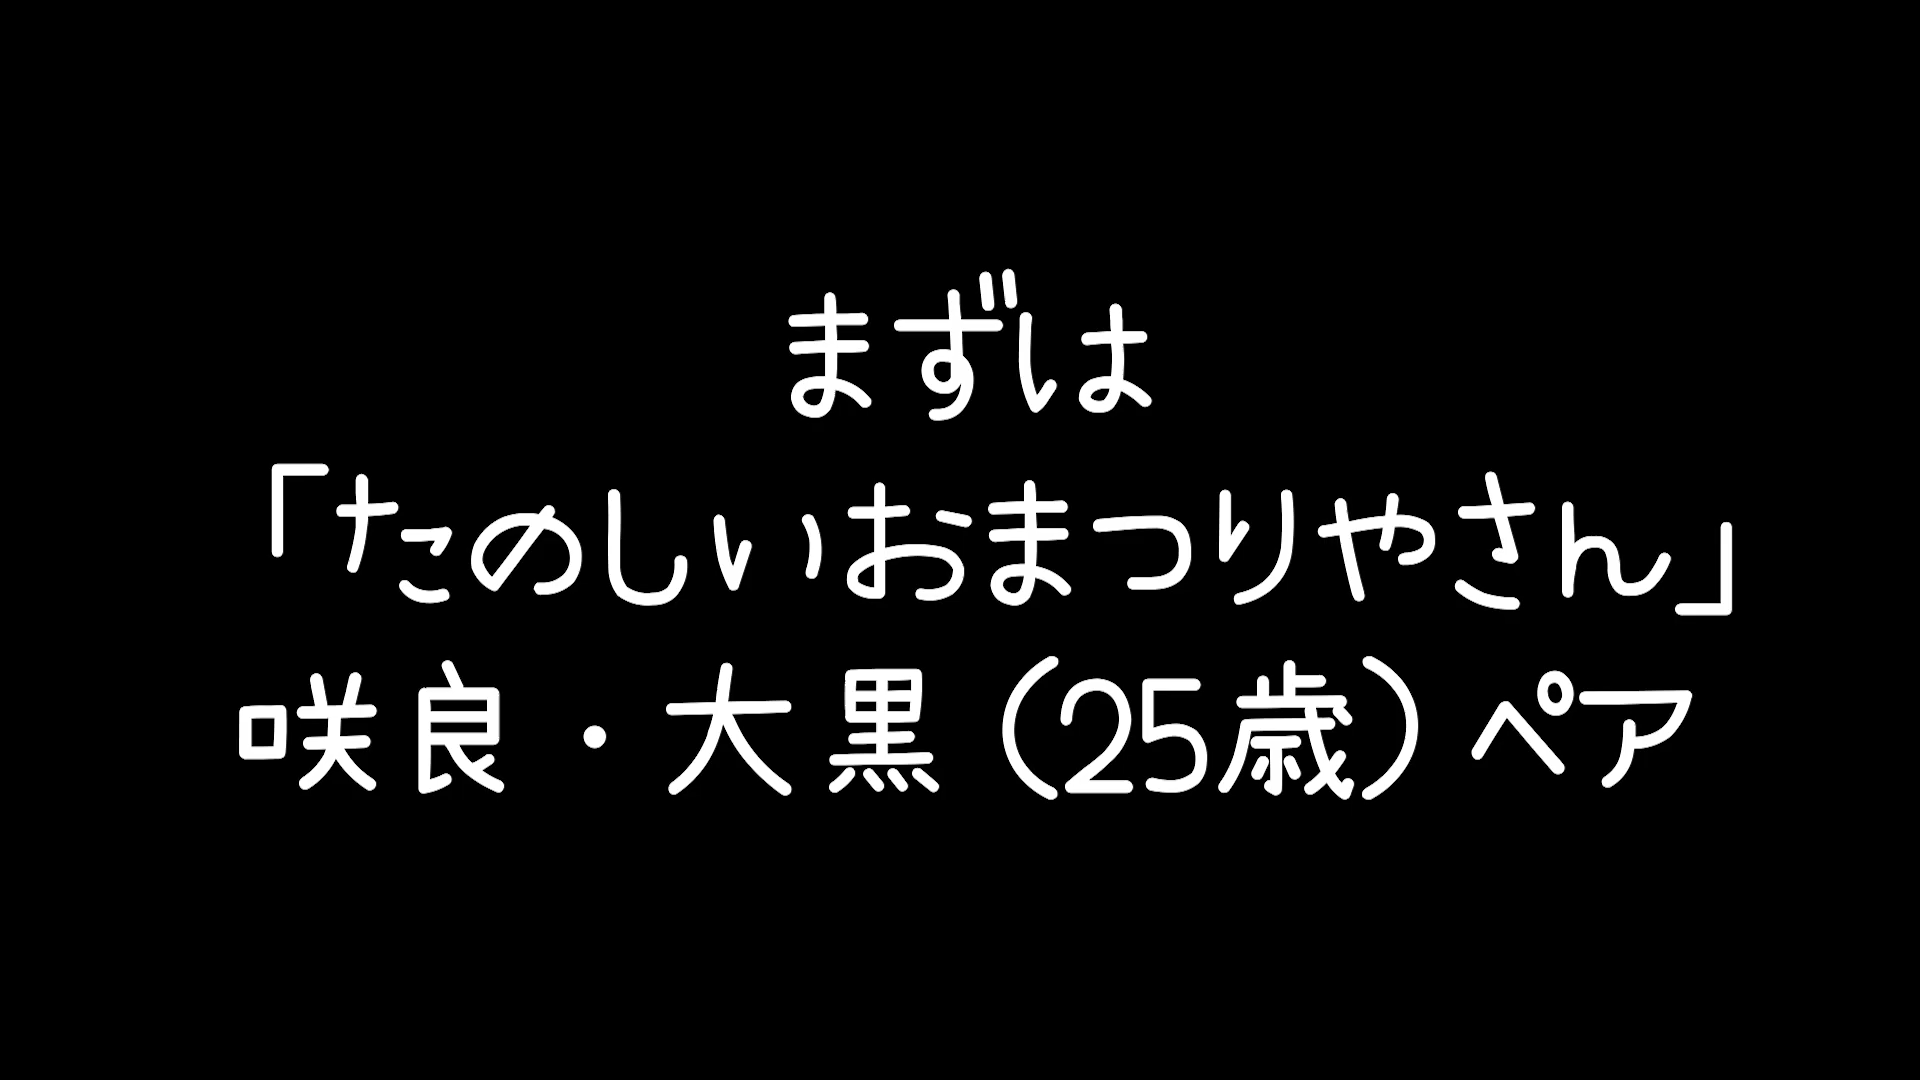 まずは
「たのしいおまつりやさん」
咲良・大黒（25歳）ペア